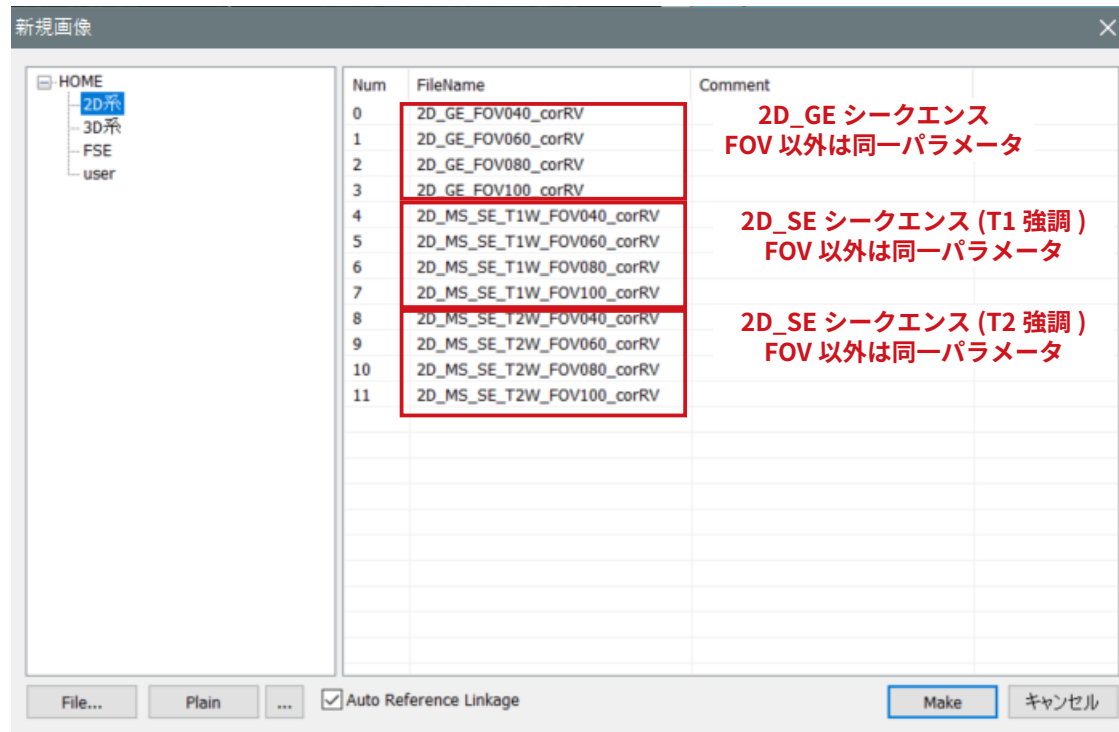 新規画像
HOME
2D系
3D系
FSE
user
Num FileName Comment
0 2D_GE_FOV040_corRV
1 2D_GE_FOV060_corRV
2 2D_GE_FOV080_corRV
3 2D_GE_FOV100_corRV
4 2D_MS_SE_T1W_FOV040_corRV
5 2D_MS_SE_T1W_FOV060_corRV
6 2D_MS_SE_T1W_FOV080_corRV
7 2D_MS_SE_T1W_FOV100_corRV
8 2D_MS_SE_T2W_FOV040_corRV
9 2D_MS_SE_T2W_FOV060_corRV
10 2D_MS_SE_T2W_FOV080_corRV
11 2D_MS_SE_T2W_FOV100_corRV
2D_GE シークエンス
FOV 以外は同一パラメータ
2D_SE シークエンス (T1 強調 )
FOV 以外は同一パラメータ
2D_SE シークエンス (T2 強調 )
FOV 以外は同一パラメータ
File... Plain ... Auto Reference Linkage Make キャンセル